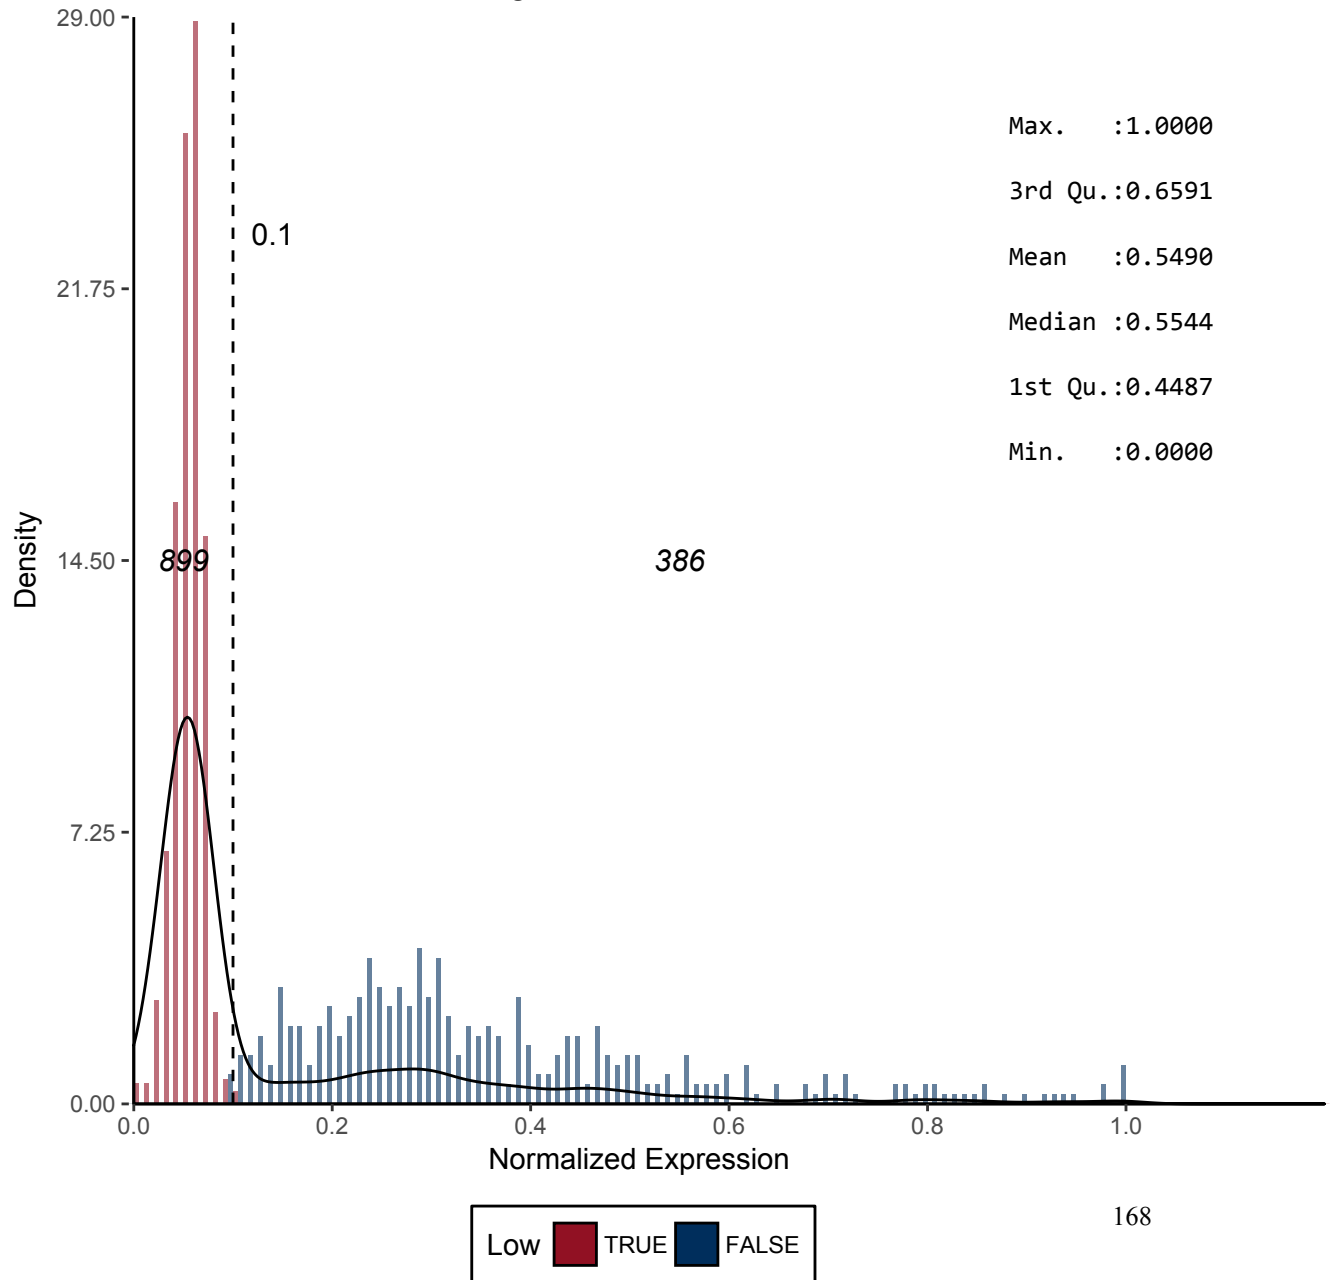 29.00
21.75
14.50
7.25
0.00
Density
0.1
899
386
Max.   :1.0000
3rd Qu.:0.6591
Mean   :0.5490
Median :0.5544
1st Qu.:0.4487
Min.   :0.0000
0.0 0.2 0.4 0.6 0.8 1.0
Normalized Expression
168
Low TRUE FALSE